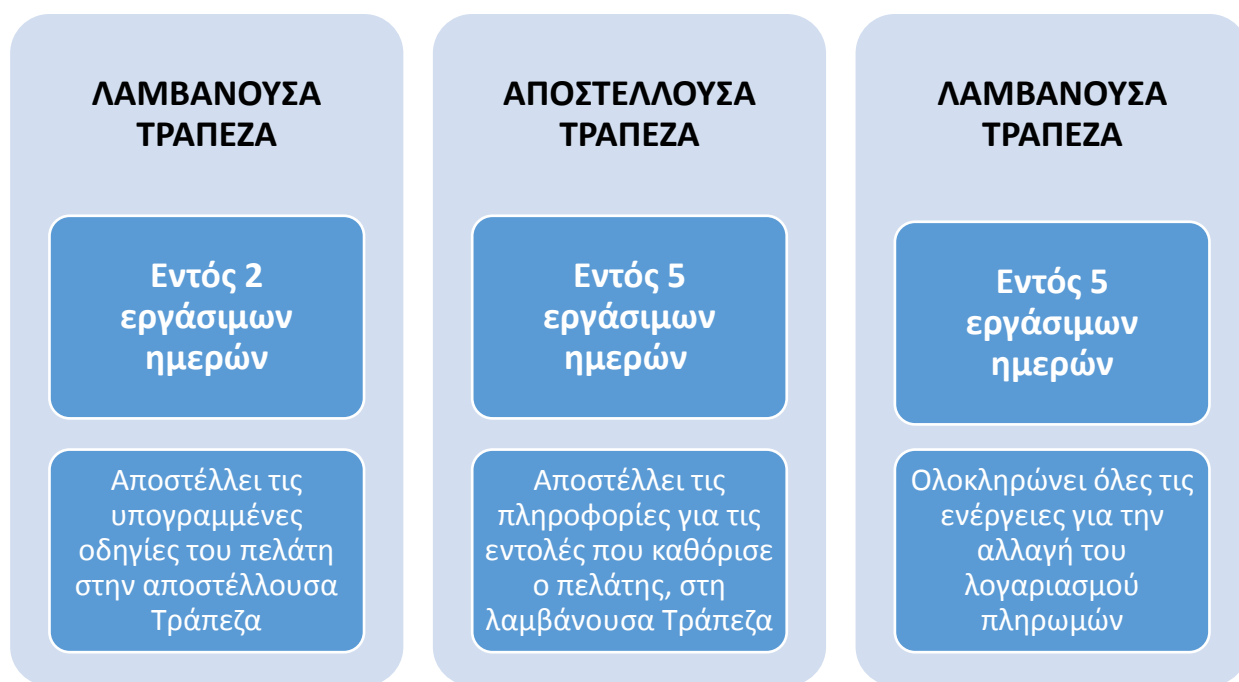 ΛΑΜΒΑΝΟΥΣΑ
ΤΡΑΠΕΖΑ
Εντός 2
εργάσιμων
ημερών
Αποστέλλει τις
υπογραμμένες
οδηγίες του πελάτη
στην αποστέλλουσα
Τράπεζα
ΑΠΟΣΤΕΛΛΟΥΣΑ
ΤΡΑΠΕΖΑ
Εντός 5
εργάσιμων
ημερών
Αποστέλλει τις
πληροφορίες για τις
εντολές που καθόρισε
ο πελάτης, στη
λαμβάνουσα Τράπεζα
ΛΑΜΒΑΝΟΥΣΑ
ΤΡΑΠΕΖΑ
Εντός 5
εργάσιμων
ημερών
Ολοκληρώνει όλες τις
ενέργειες για την
αλλαγή του
λογαριασμού
πληρωμών